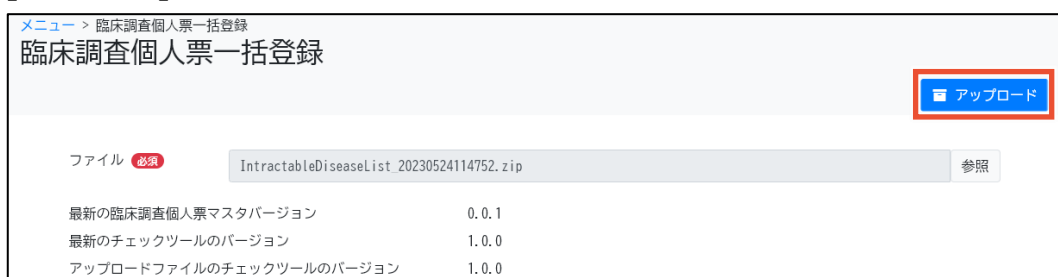 メニュー > 臨床調査個人票一括登録
臨床調査個人票一括登録
アップロード
ファイル 必須 IntractableDiseaseList_20230524114752.zip 参照
最新の臨床調査個人票マスタバージョン 0.0.1
最新のチェックツールのバージョン 1.0.0
アップロードファイルのチェックツールのバージョン 1.0.0